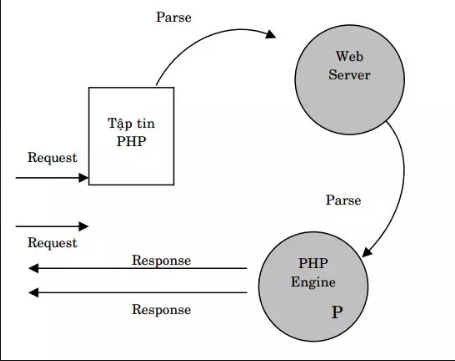 Parse
Web
Server
Tập tin
PHP
Request
Parse
Request
Response
PHP
Engine
P
Response